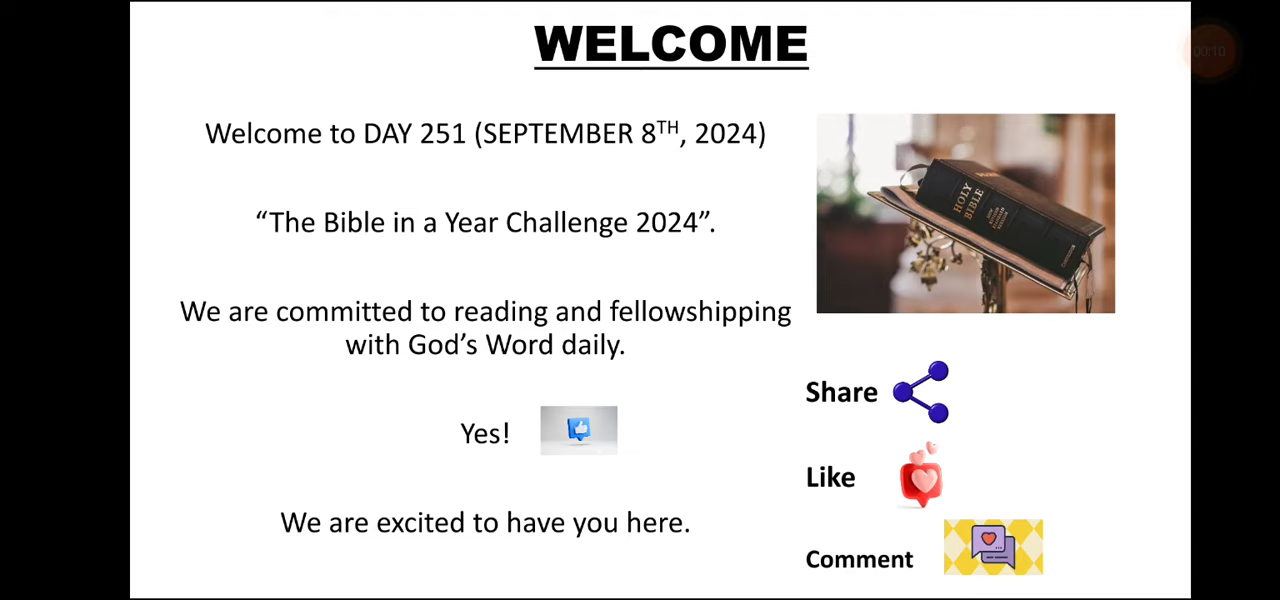 WELCOME
Welcome to DAY 251 (SEPTEMBER 8TH, 2024)
“The Bible in a Year Challenge 2024”.
We are committed to reading and fellowshipping
with God’s Word daily.
Yes!
We are excited to have you here.
HOLY
BIBLE
Share
Like
Comment
00:10